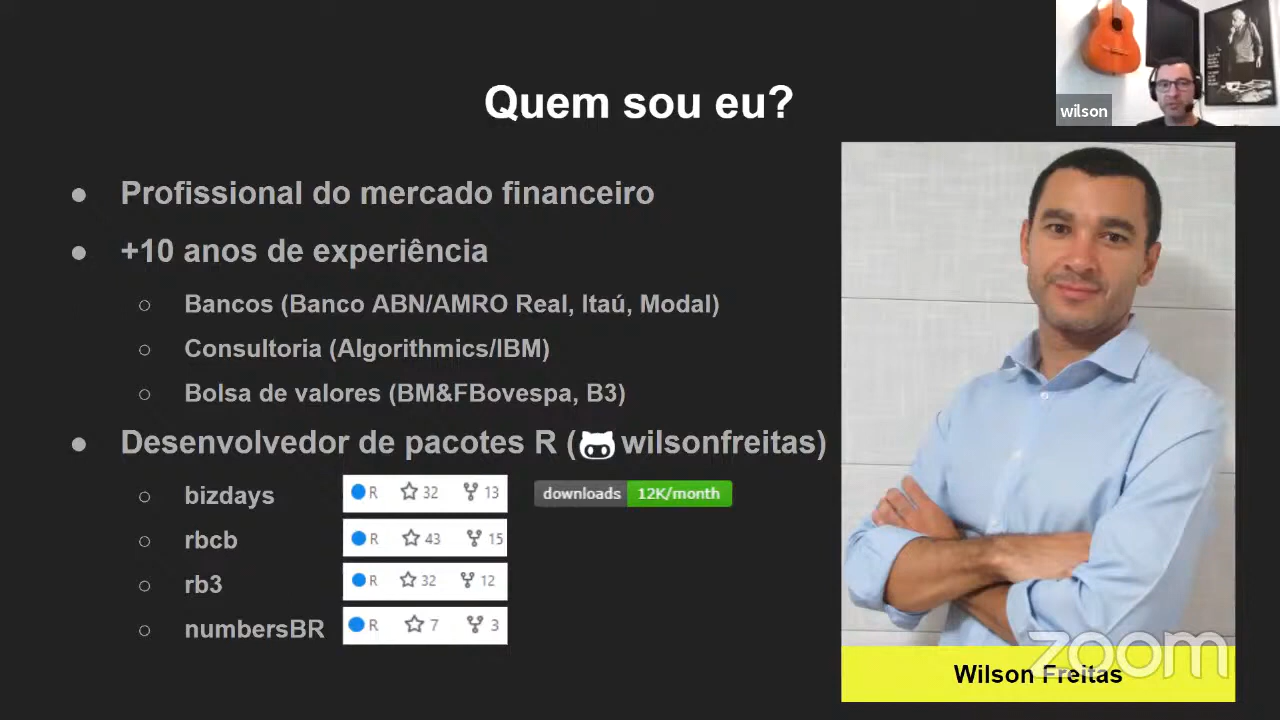 Quem sou eu?
wilson
● Profissional do mercado financeiro
● +10 anos de experiência
○ Bancos (Banco ABN/AMRO Real, Itaú, Modal)
○ Consultoria (Algorithmics/IBM)
○ Bolsa de valores (BM&FBovespa, B3)
● Desenvolvedor de pacotes R (wilsonfreitas)
○ bizdays R 32 13 downloads 12K/month
○ rbcb R 43 15
○ rb3 R 32 12
○ numbersBR R 7 3
zoom
Wilson Freitas